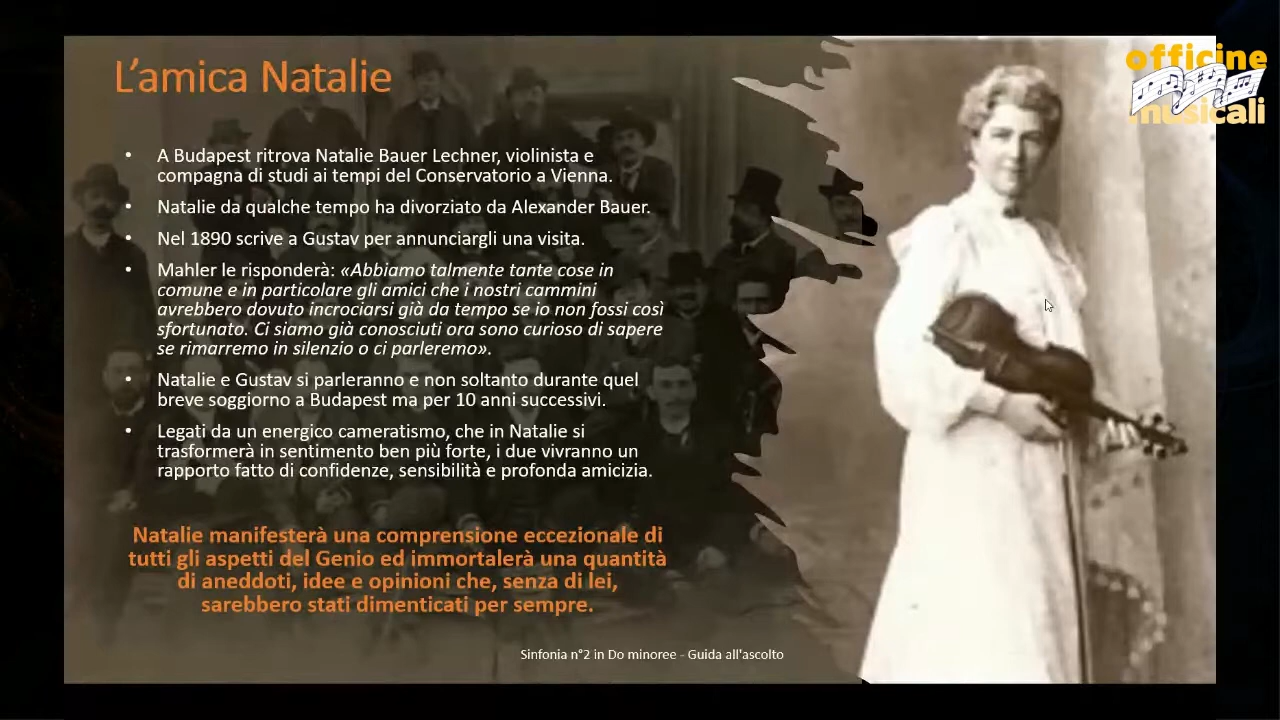 L'amica Natalie
officine
musicali
• A Budapest ritrova Natalie Bauer Lechner, violinista e
compagna di studi ai tempi del Conservatorio a Vienna.
• Natalie da qualche tempo ha divorziato da Alexander Bauer.
• Nel 1890 scrive a Gustav per annunciargli una visita.
• Mahler le risponderà: «Abbiamo talmente tante cose in
comune e in particolare gli amici che i nostri cammini
avrebbero dovuto incrociarsi già da tempo se io non fossi così
sfortunato. Ci siamo già conosciuti ora sono curioso di sapere
se rimarremo in silenzio o ci parleremo».
• Natalie e Gustav si parleranno e non soltanto durante quel
breve soggiorno a Budapest ma per 10 anni successivi.
• Legati da un energico cameratismo, che in Natalie si
trasformerà in sentimento ben più forte, i due vivranno un
rapporto fatto di confidenze, sensibilità e profonda amicizia.
Natalie manifesterà una comprensione eccezionale di
tutti gli aspetti del Genio ed immortalerà una quantità
di aneddoti, idee e opinioni che, senza di lei,
sarebbero stati dimenticati per sempre.
Sinfonia n°2 in Do minoree - Guida all'ascolto